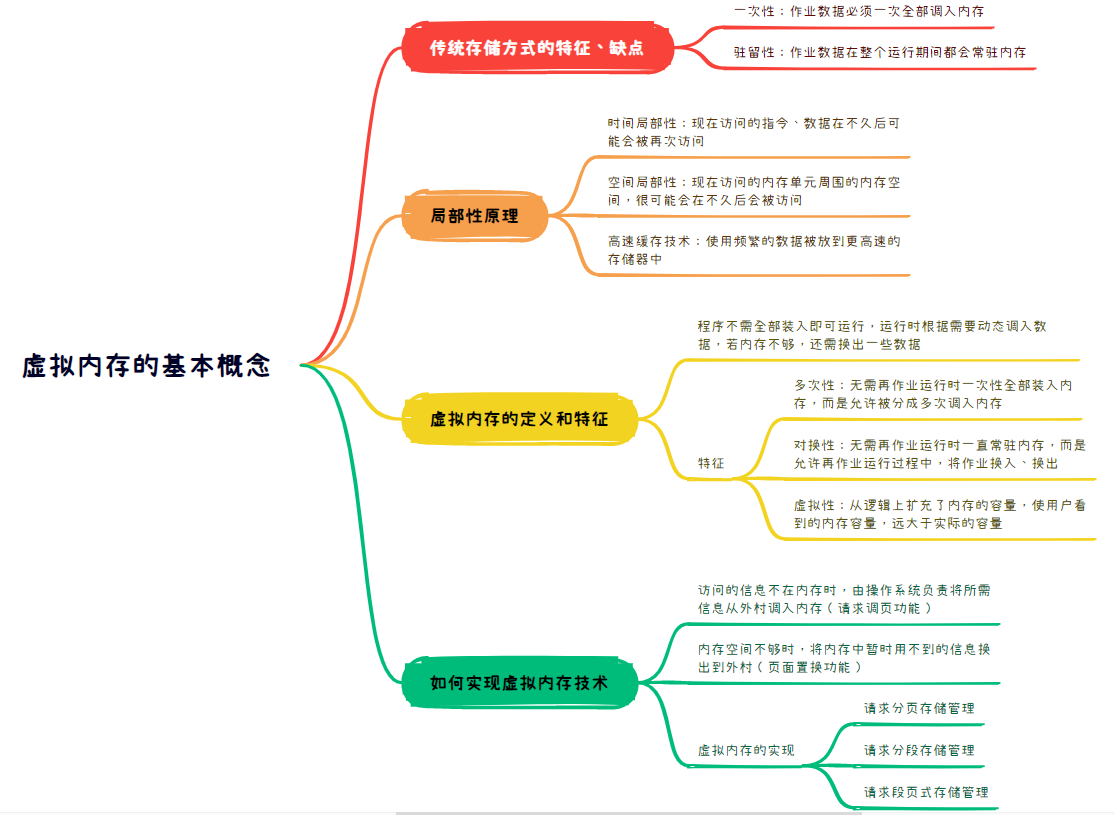 虚拟内存的基本概念
传统存储方式的特征、缺点
一次性：作业数据必须一次全部调入内存
驻留性：作业数据在整个运行期间都会常驻内存
局部性原理
时间局部性：现在访问的指令、数据在不久后可
能会被再次访问
空间局部性：现在访问的内存单元周围的内存空
间，很可能会在不久后会被访问
高速缓存技术：使用频繁的数据被放到更高速的
存储器中
虚拟内存的定义和特征
程序不需全部装入即可运行，运行时根据需要动态调入数
据，若内存不够，还需换出一些数据
特征
多次性：无需再作业运行时一次性全部装入内
存，而是允许被分成多次调入内存
对换性：无需再作业运行时一直常驻内存，而是
允许再作业运行过程中，将作业换入、换出
虚拟性：从逻辑上扩充了内存的容量，使用户看
到的内存容量，远大于实际的容量
如何实现虚拟内存技术
访问的信息不在内存时，由操作系统负责将所需
信息从外村调入内存（请求调页功能）
内存空间不够时，将内存中暂时用不到的信息换
出到外村（页面置换功能）
虚拟内存的实现
请求分页存储管理
请求分段存储管理
请求段页式存储管理